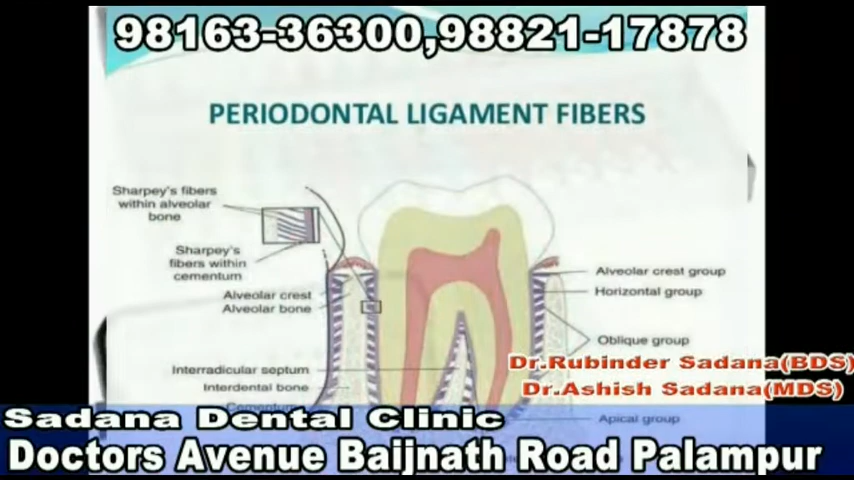 98163-36300,98821-17878
PERIODONTAL LIGAMENT FIBERS
Sharpey's fibers
within alveolar
bone
Sharpey's
fibers within
cementum
Alveolar crest
Alveolar bone
Interradicular septum
Interdental bone
Cementum
Alveolar crest group
Horizontal group
Oblique group
Dr.Rubinder Sadana(BDS)
Dr.Ashish Sadana(MDS)
Apical group
Sadana Dental Clinic
Doctors Avenue Baijnath Road Palampur